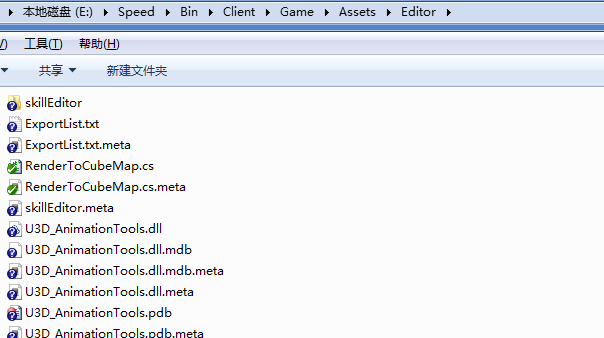 本地磁盘 (E:) Speed Bin Client Game Assets Editor
) 工具(T) 帮助(H)
共享 新建文件夹
skillEditor
ExportList.txt
ExportList.txt.meta
RenderToCubeMap.cs
RenderToCubeMap.cs.meta
skillEditor.meta
U3D_AnimationTools.dll
U3D_AnimationTools.dll.mdb
U3D_AnimationTools.dll.mdb.meta
U3D_AnimationTools.dll.meta
U3D_AnimationTools.pdb
U3D_AnimationTools.pdb.meta